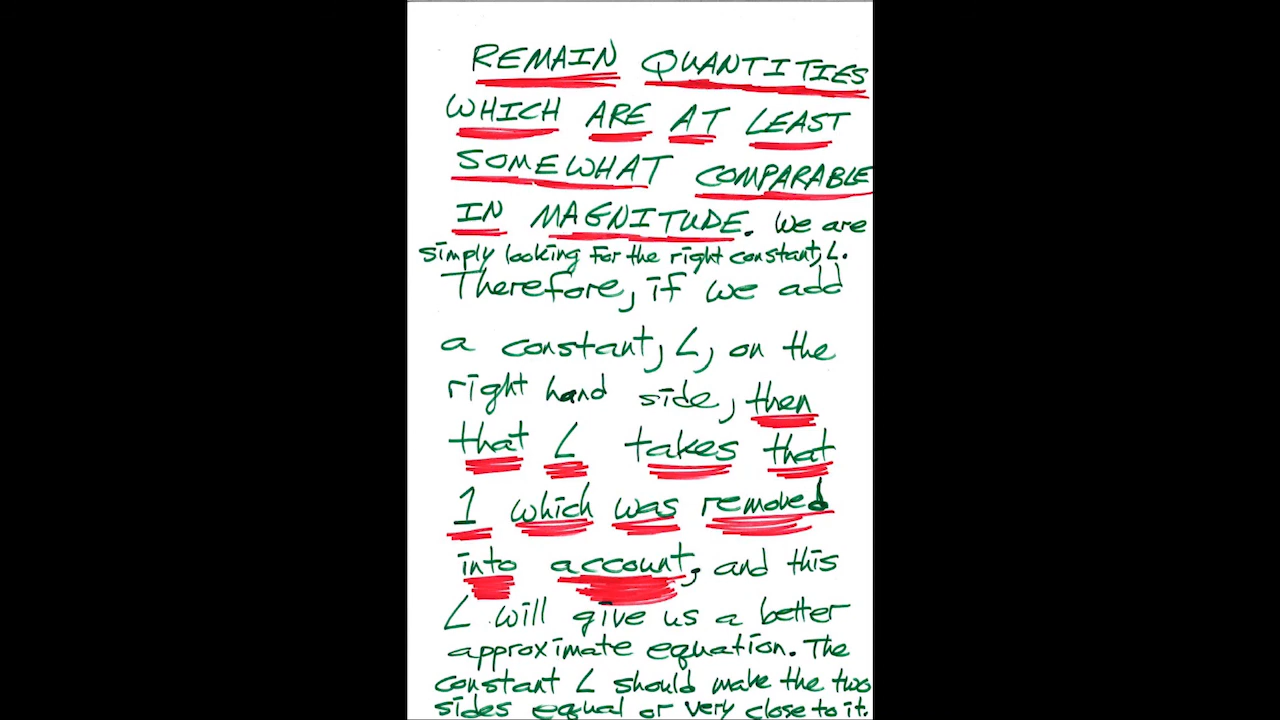 REMAIN QUANTITIES
WHICH ARE AT LEAST
SOMEWHAT COMPARABLE
IN MAGNITUDE. We are
simply looking for the right constant, L.
Therefore, if we add
a constant, L, on the
right hand side, then
that L takes that
1 which was removed
into account, and this
L will give us a better
approximate equation. The
constant L should make the two
sides equal or very close to it.